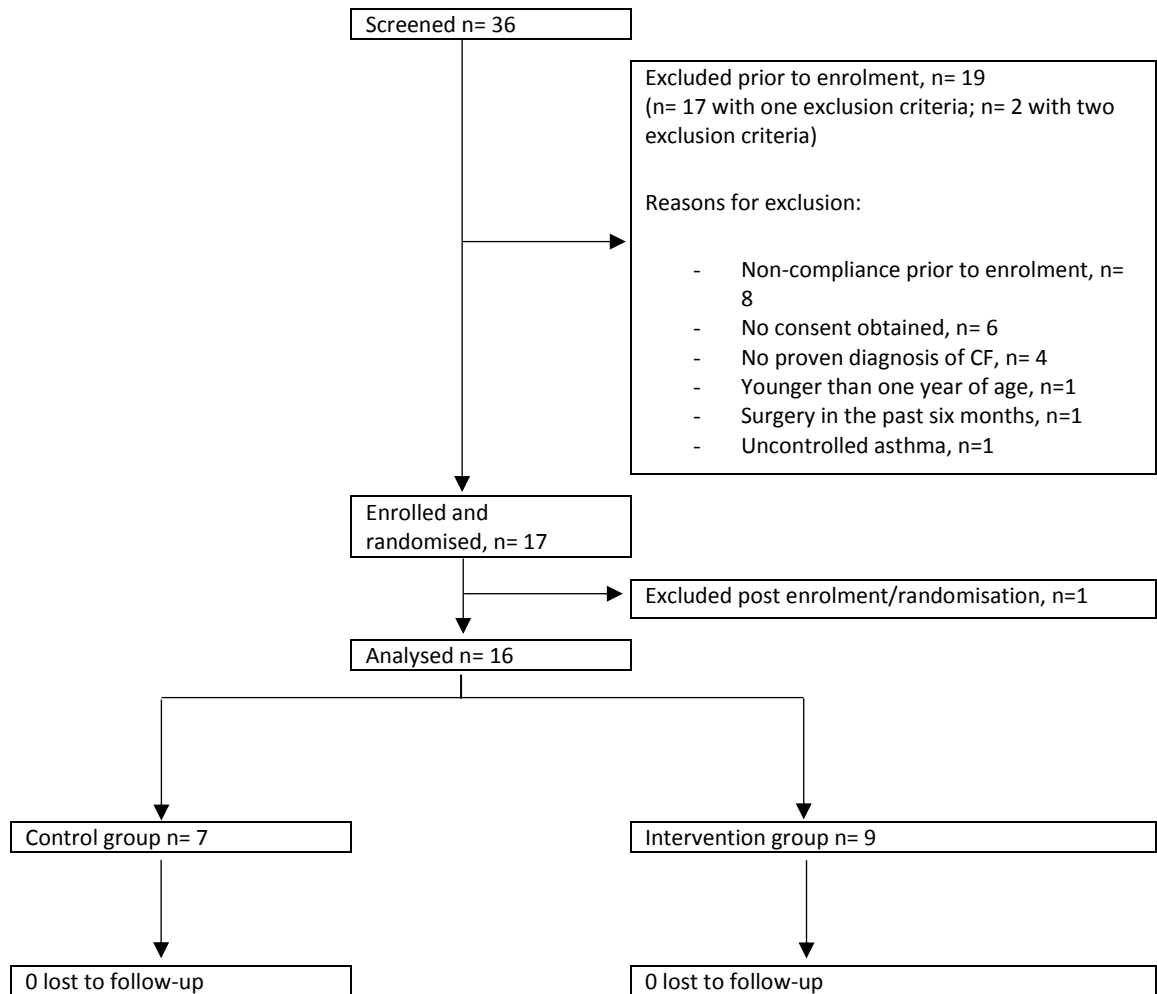 Screened n= 36
Excluded prior to enrolment, n= 19
(n= 17 with one exclusion criteria; n= 2 with two
exclusion criteria)
Reasons for exclusion:
- Non-compliance prior to enrolment, n=
8
- No consent obtained, n= 6
- No proven diagnosis of CF, n= 4
- Younger than one year of age, n=1
- Surgery in the past six months, n=1
- Uncontrolled asthma, n=1
Enrolled and
randomised, n= 17
Excluded post enrolment/randomisation, n=1
Analysed n= 16
Control group n= 7
Intervention group n= 9
0 lost to follow-up
0 lost to follow-up